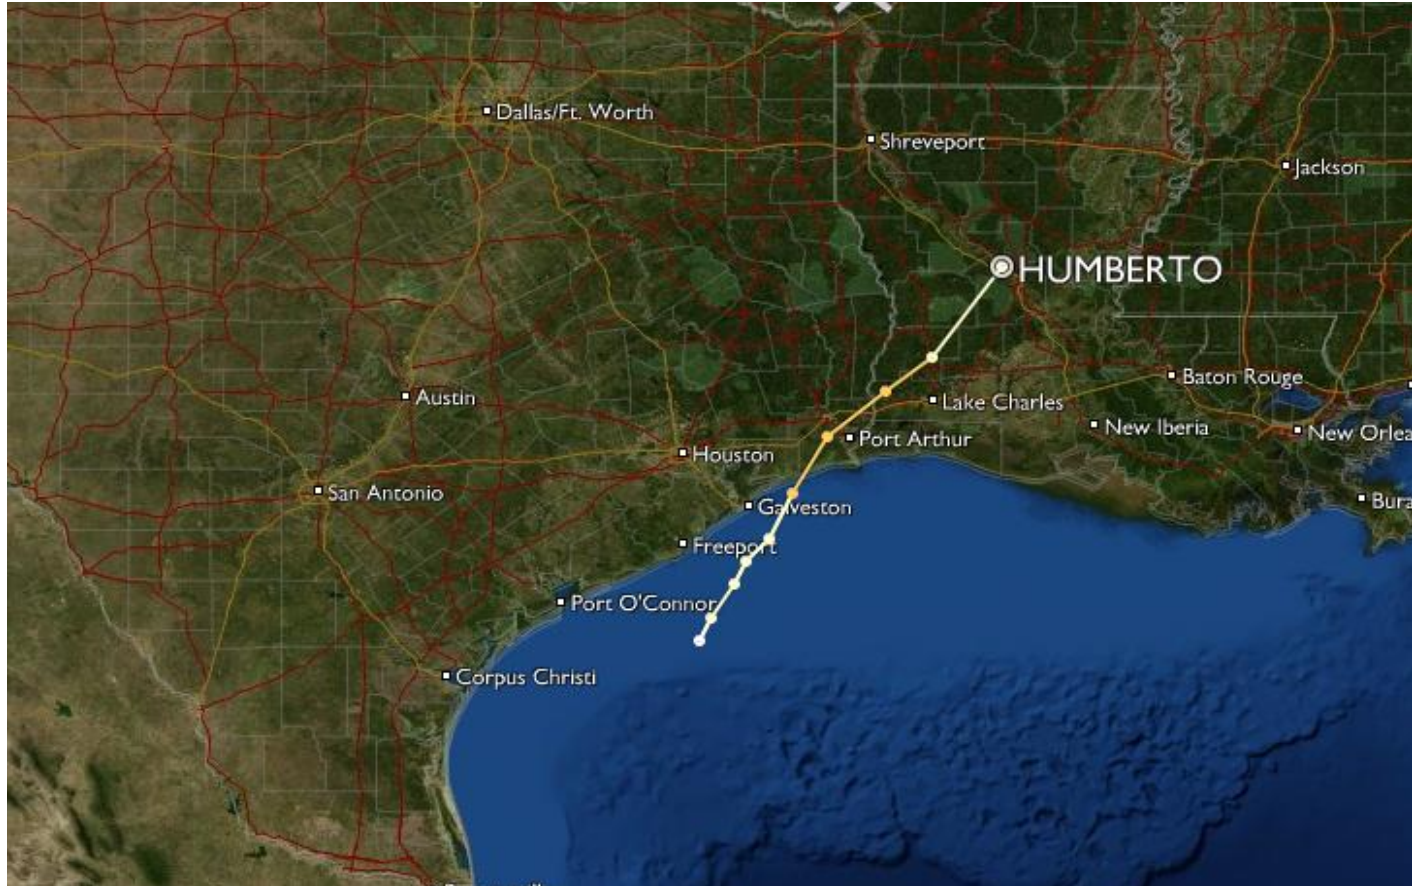 Dallas/Ft. Worth
Shreveport
Jackson
HUMBERTO
Baton Rouge
Austin
Lake Charles
New Iberia
New Orlea
Port Arthur
Houston
San Antonio
Bura
Galveston
Freeport
Port O'Connor
Corpus Christi